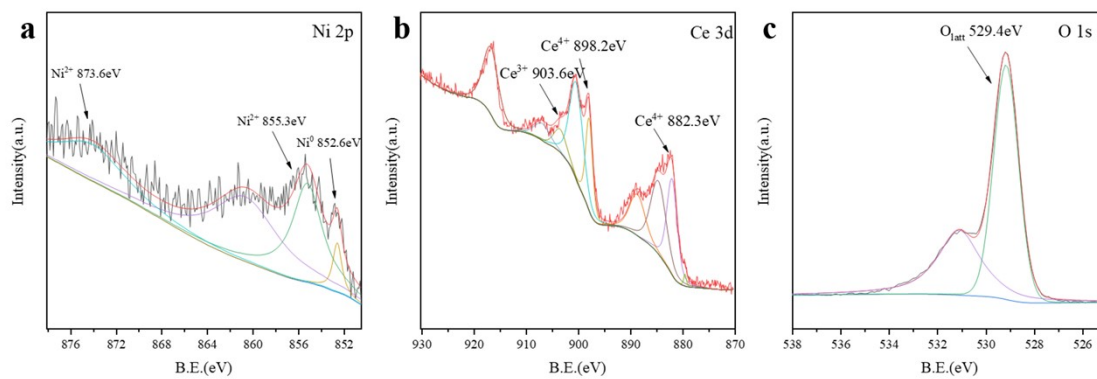 a
Ni 2p
Ni²⁺ 873.6eV
Ni²⁺ 855.3eV
Ni⁰ 852.6eV
Intensity(a.u.)
876 872 868 864 860 856 852
B.E.(eV)
b
Ce 3d
Ce⁴⁺ 898.2eV
Ce³⁺ 903.6eV
Ce⁴⁺ 882.3eV
Intensity(a.u.)
930 920 910 900 890 880 870
B.E.(eV)
c
O 1s
Olatt 529.4eV
Intensity(a.u.)
538 536 534 532 530 528 526
B.E.(eV)